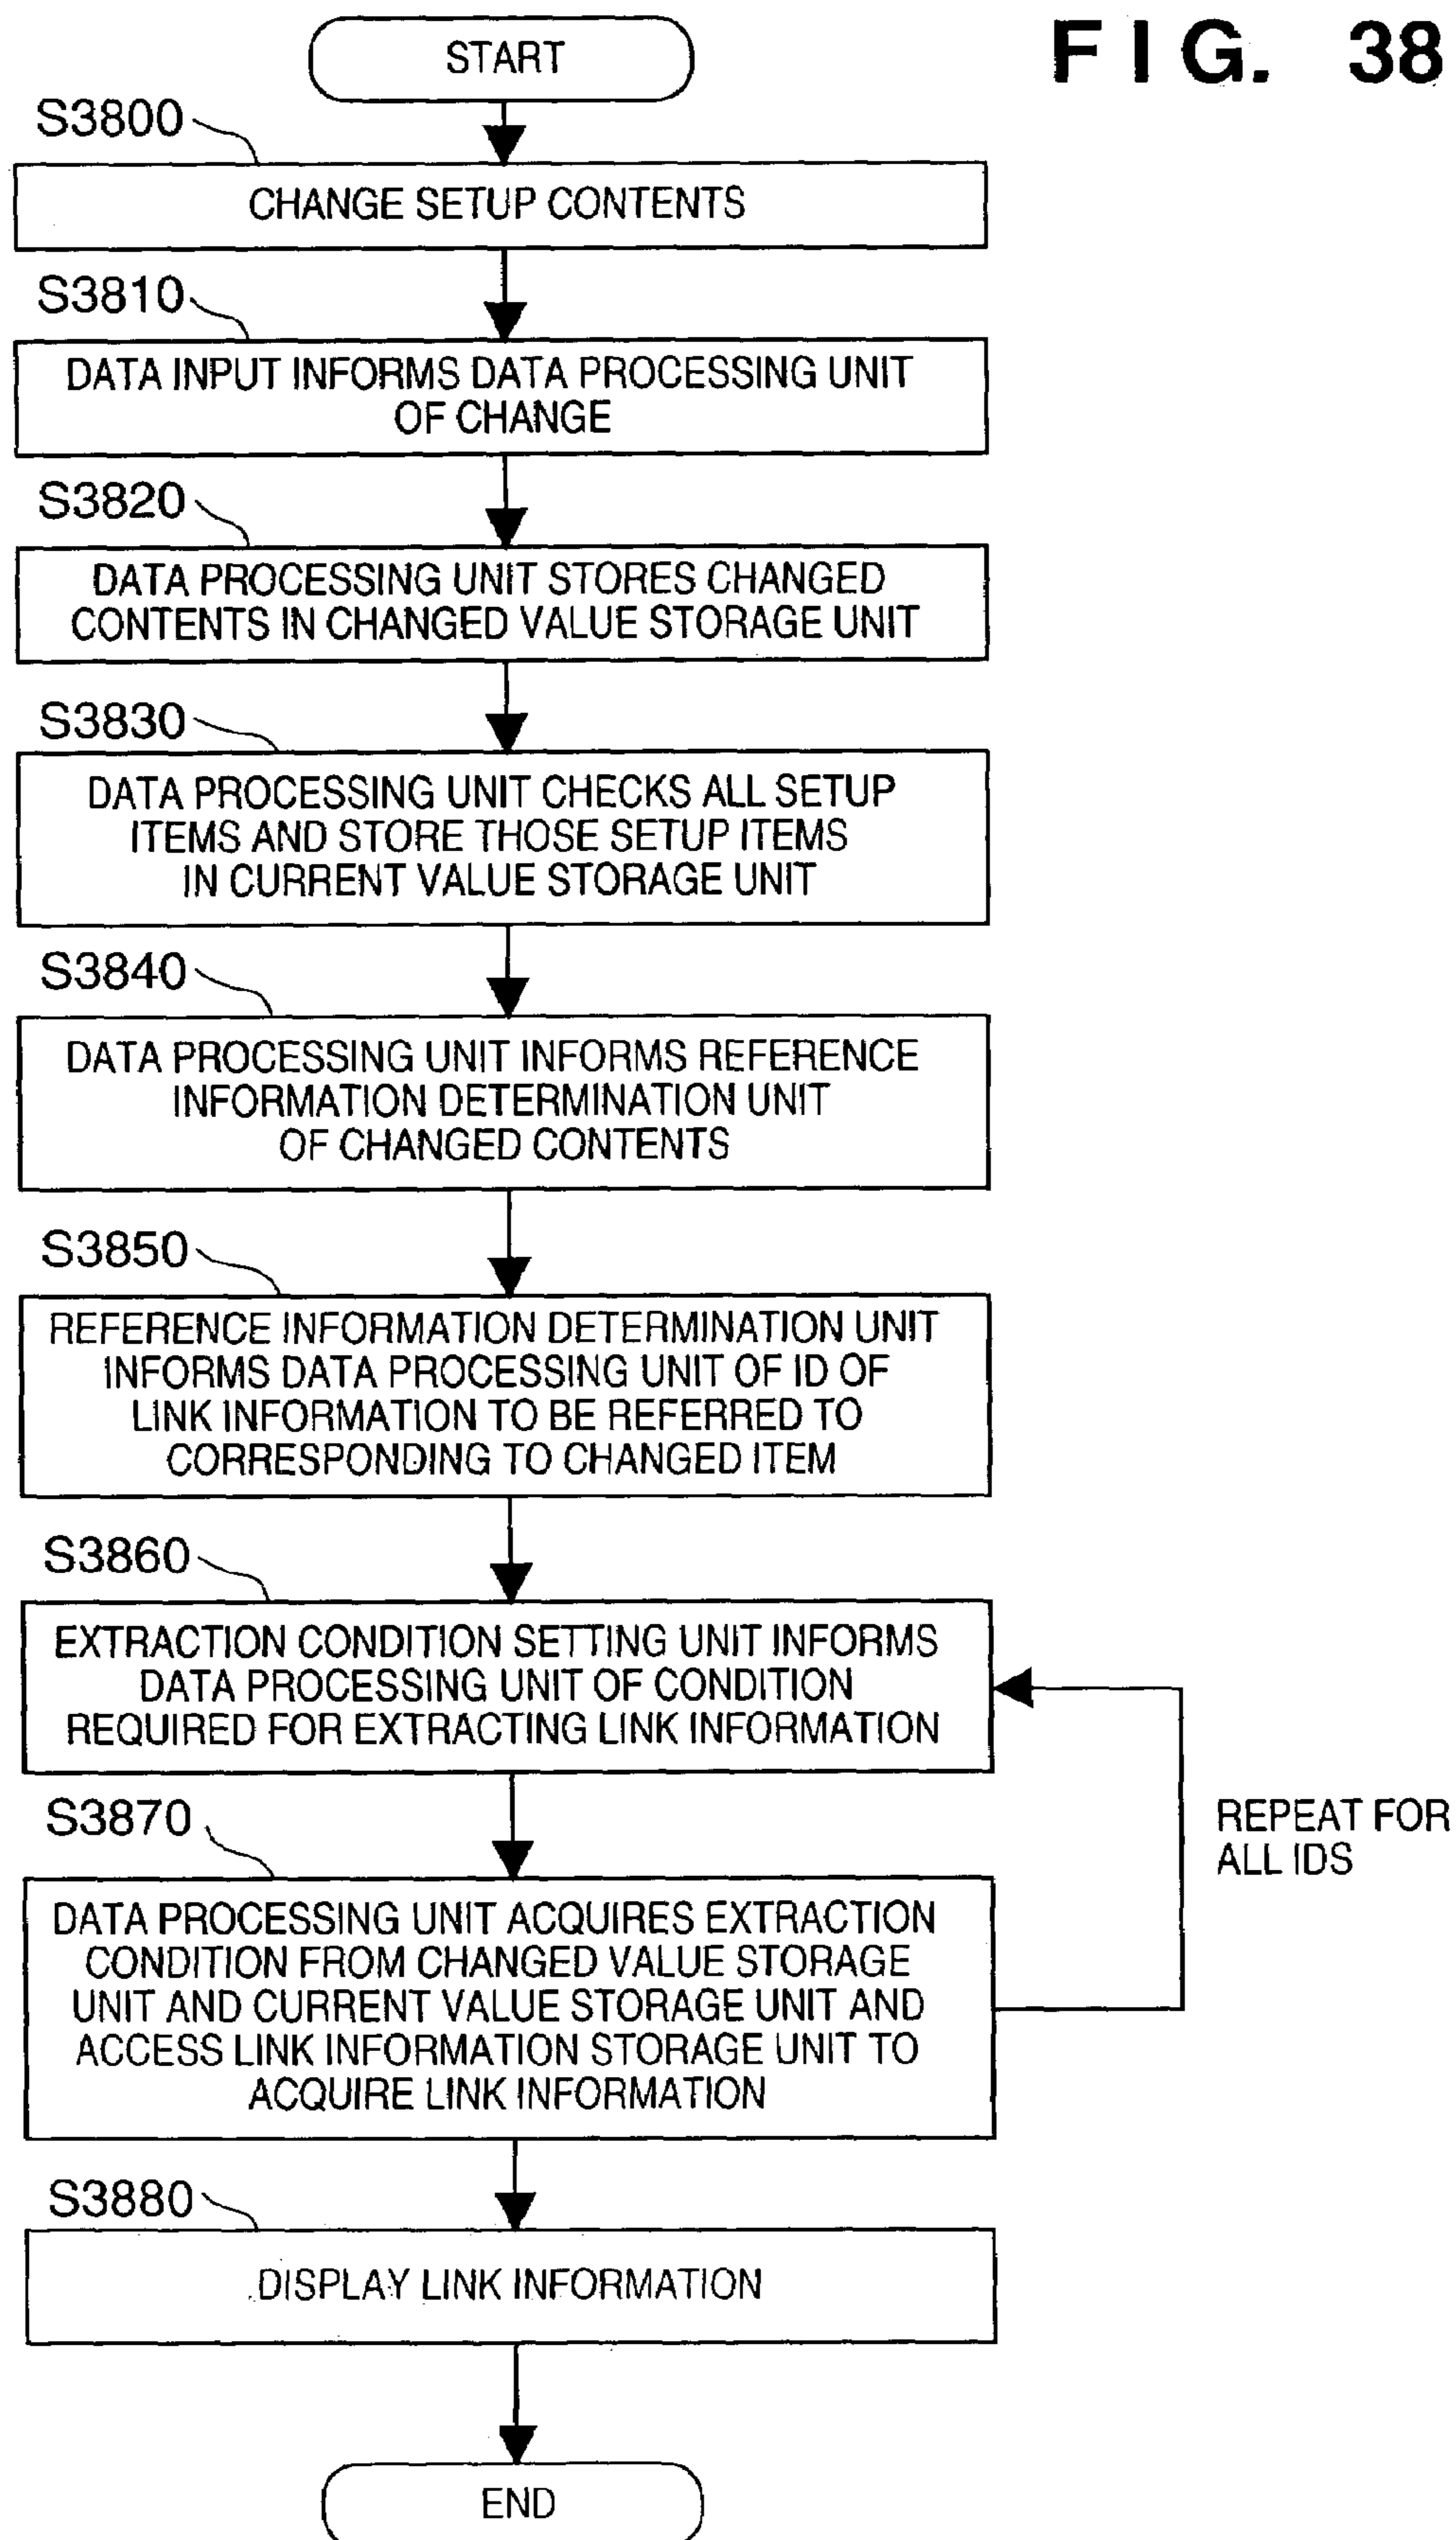 FIG. 38
START
S3800
CHANGE SETUP CONTENTS
S3810
DATA INPUT INFORMS DATA PROCESSING UNIT
OF CHANGE
S3820
DATA PROCESSING UNIT STORES CHANGED
CONTENTS IN CHANGED VALUE STORAGE UNIT
S3830
DATA PROCESSING UNIT CHECKS ALL SETUP
ITEMS AND STORE THOSE SETUP ITEMS
IN CURRENT VALUE STORAGE UNIT
S3840
DATA PROCESSING UNIT INFORMS REFERENCE
INFORMATION DETERMINATION UNIT
OF CHANGED CONTENTS
S3850
REFERENCE INFORMATION DETERMINATION UNIT
INFORMS DATA PROCESSING UNIT OF ID OF
LINK INFORMATION TO BE REFERRED TO
CORRESPONDING TO CHANGED ITEM
S3860
EXTRACTION CONDITION SETTING UNIT INFORMS
DATA PROCESSING UNIT OF CONDITION
REQUIRED FOR EXTRACTING LINK INFORMATION
REPEAT FOR
ALL IDS
S3870
DATA PROCESSING UNIT ACQUIRES EXTRACTION
CONDITION FROM CHANGED VALUE STORAGE
UNIT AND CURRENT VALUE STORAGE UNIT AND
ACCESS LINK INFORMATION STORAGE UNIT TO
ACQUIRE LINK INFORMATION
S3880
DISPLAY LINK INFORMATION
END